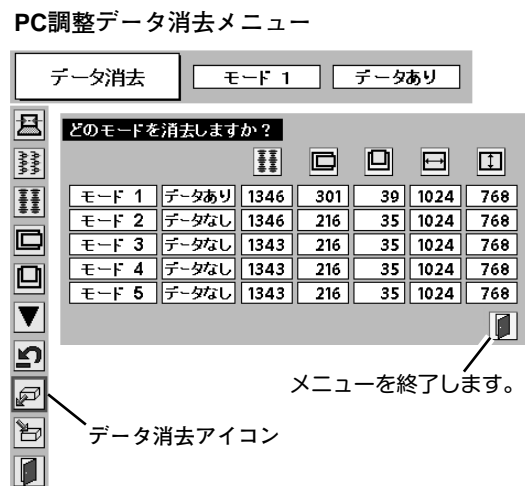 PC調整データ消去メニュー
データ消去 モード 1 データあり
どのモードを消去しますか？
モード 1 データあり 1346 301 39 1024 768
モード 2 データなし 1346 216 35 1024 768
モード 3 データなし 1343 216 35 1024 768
モード 4 データなし 1343 216 35 1024 768
モード 5 データなし 1343 216 35 1024 768
メニューを終了します。
データ消去アイコン